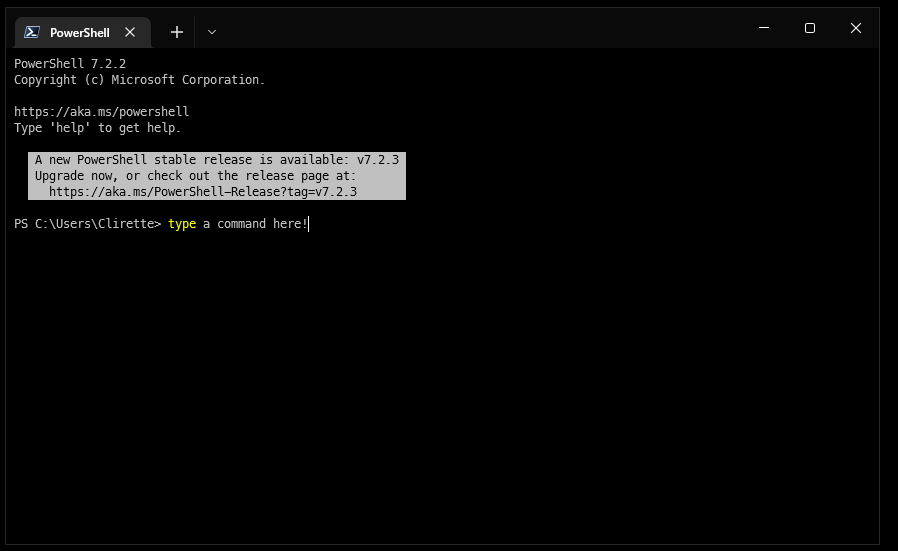 PowerShell
PowerShell 7.2.2
Copyright (c) Microsoft Corporation.
https://aka.ms/powershell
Type 'help' to get help.
A new PowerShell stable release is available: v7.2.3
Upgrade now, or check out the release page at:
https://aka.ms/PowerShell-Release?tag=v7.2.3
PS C:\Users\Clirette> type a command here!